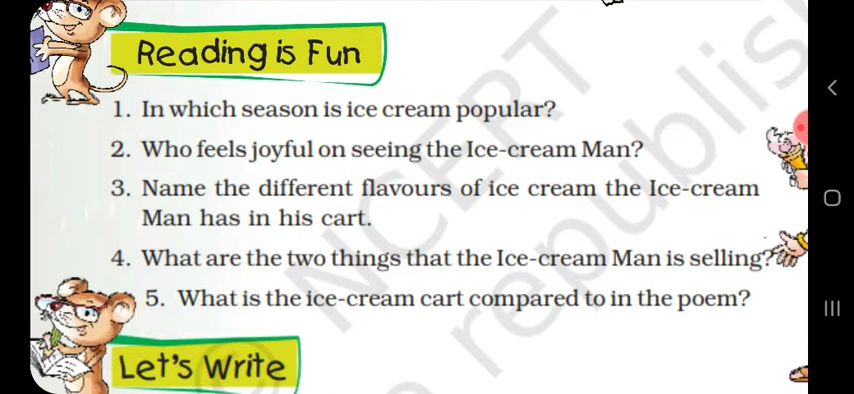 Reading is Fun
1. In which season is ice cream popular?
2. Who feels joyful on seeing the Ice-cream Man?
3. Name the different flavours of ice cream the Ice-cream
Man has in his cart.
4. What are the two things that the Ice-cream Man is selling?
5. What is the ice-cream cart compared to in the poem?
Let's Write
© NCERT
republis